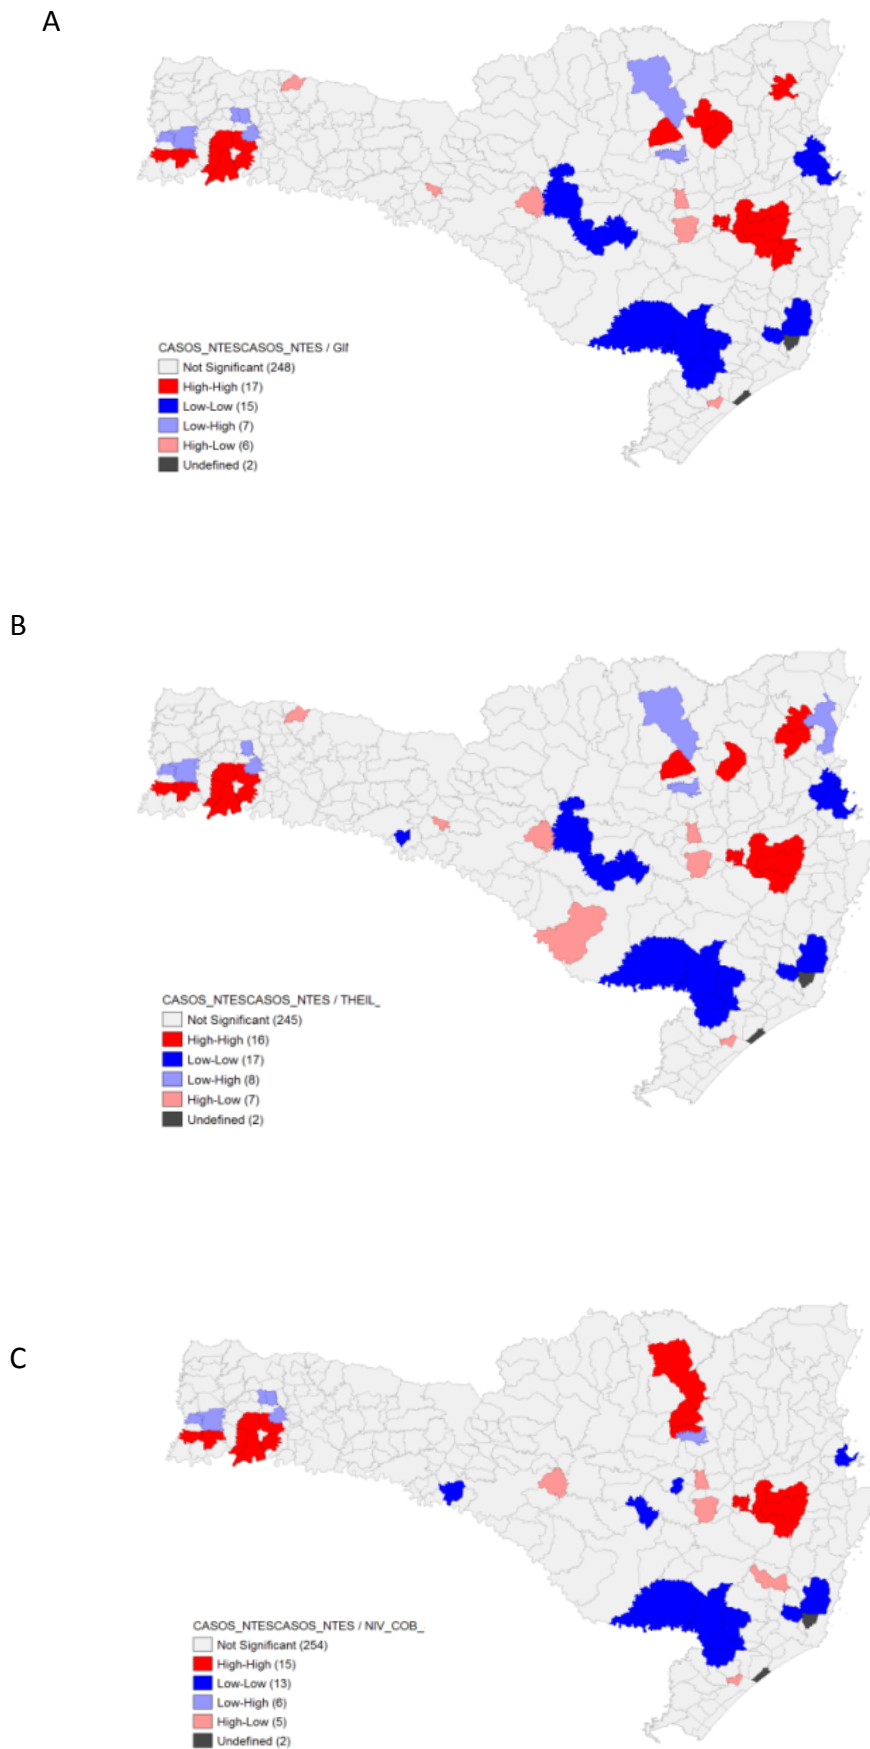 A
CASOS_NTESCASOS_NTES / GII
Not Significant (248)
High-High (17)
Low-Low (15)
Low-High (7)
High-Low (6)
Undefined (2)
B
CASOS_NTESCASOS_NTES / THEIL_
Not Significant (245)
High-High (16)
Low-Low (17)
Low-High (8)
High-Low (7)
Undefined (2)
C
CASOS_NTESCASOS_NTES / NIV_COB_
Not Significant (254)
High-High (15)
Low-Low (13)
Low-High (6)
High-Low (5)
Undefined (2)